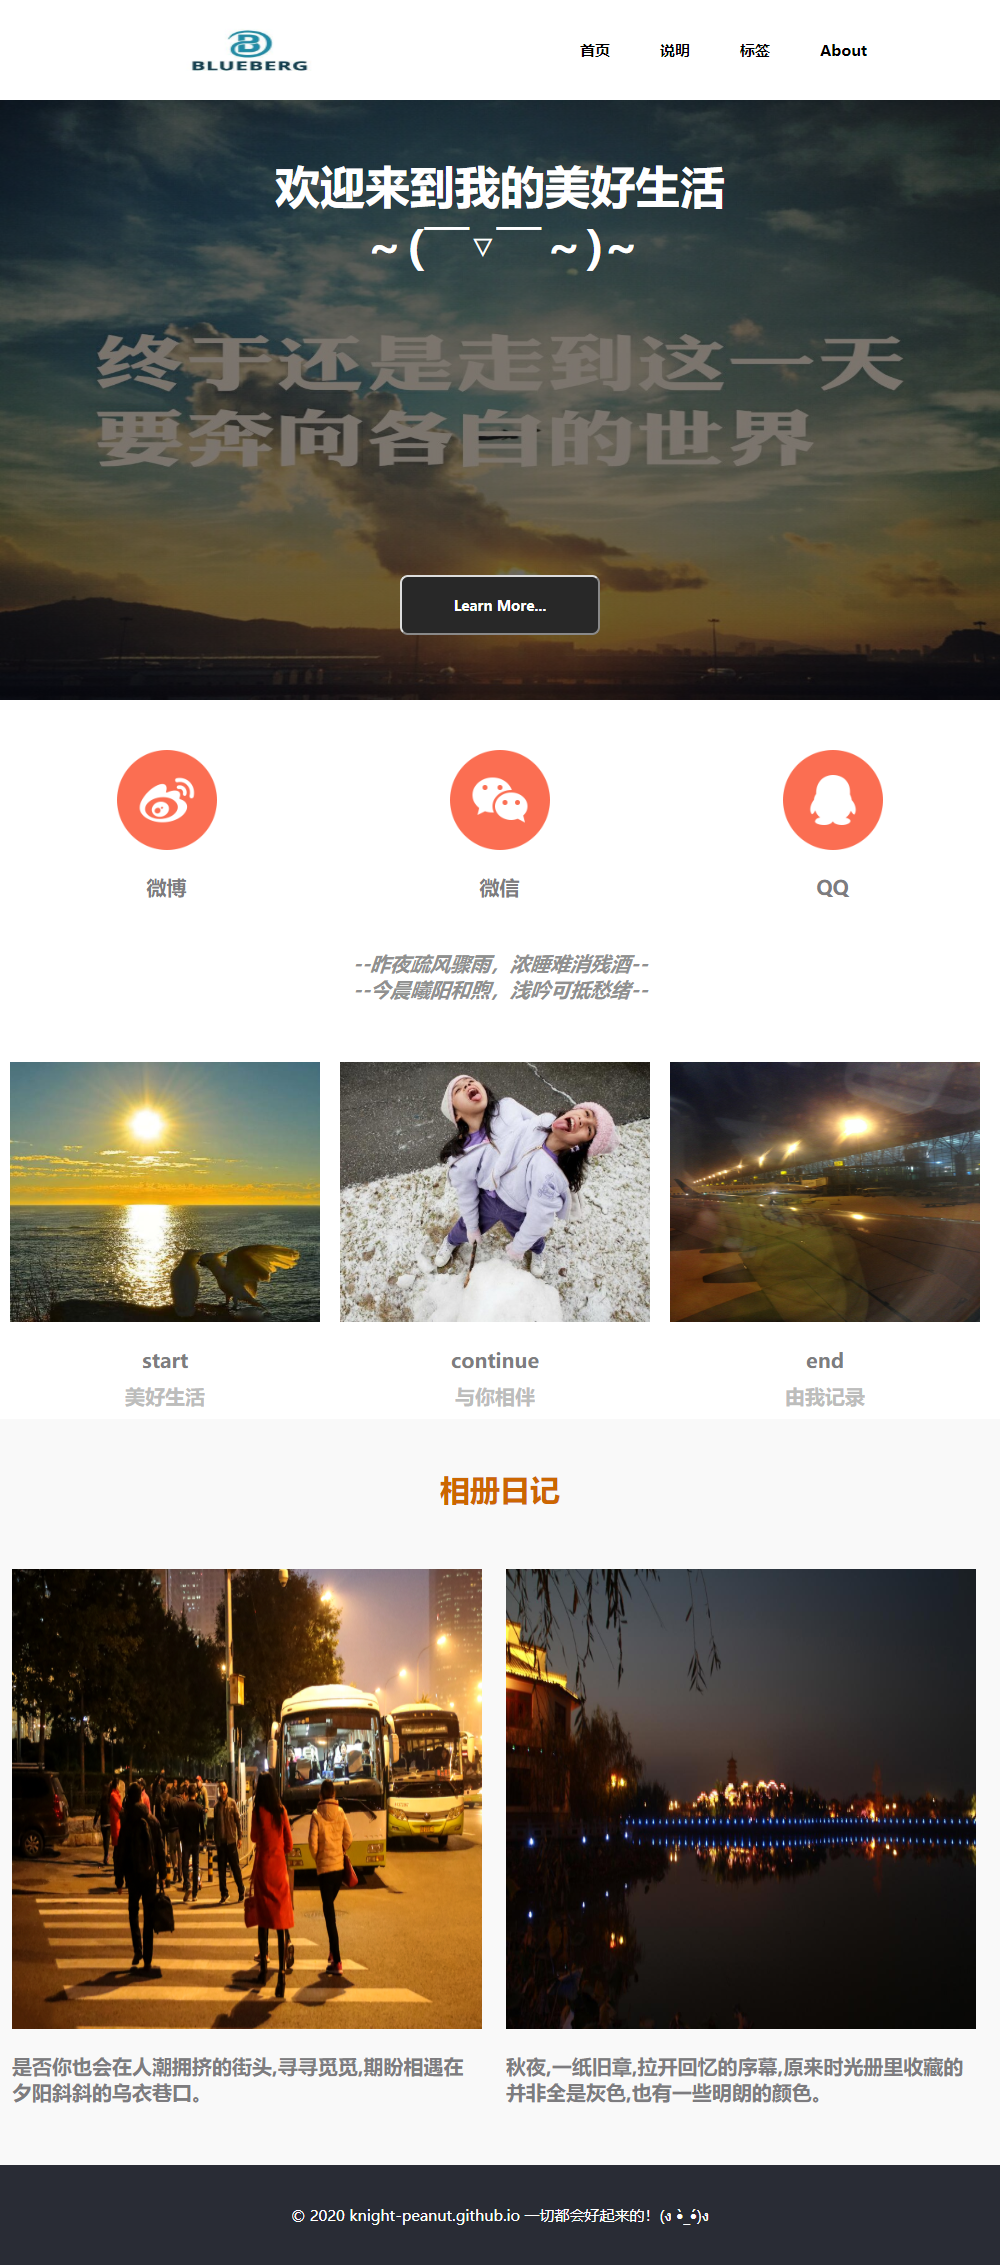 BLUEBERG
首页 说明 标签 About
欢迎来到我的美好生活
~(￣▽￣~)~
终于还是走到这一天
要奔向各自的世界
Learn More...
微博 微信 QQ
--昨夜疏风骤雨，浓睡难消残酒--
--今晨曦阳和煦，浅吟可抵愁绪--
start continue end
美好生活 与你相伴 由我记录
相册日记
是否你也会在人潮拥挤的街头,寻寻觅觅,期盼相遇在
夕阳斜斜的乌衣巷口。
秋夜,一纸旧章,拉开回忆的序幕,原来时光册里收藏的
并非全是灰色,也有一些明朗的颜色。
© 2020 knight-peanut.github.io 一切都会好起来的！(ง •̀_•́)ง